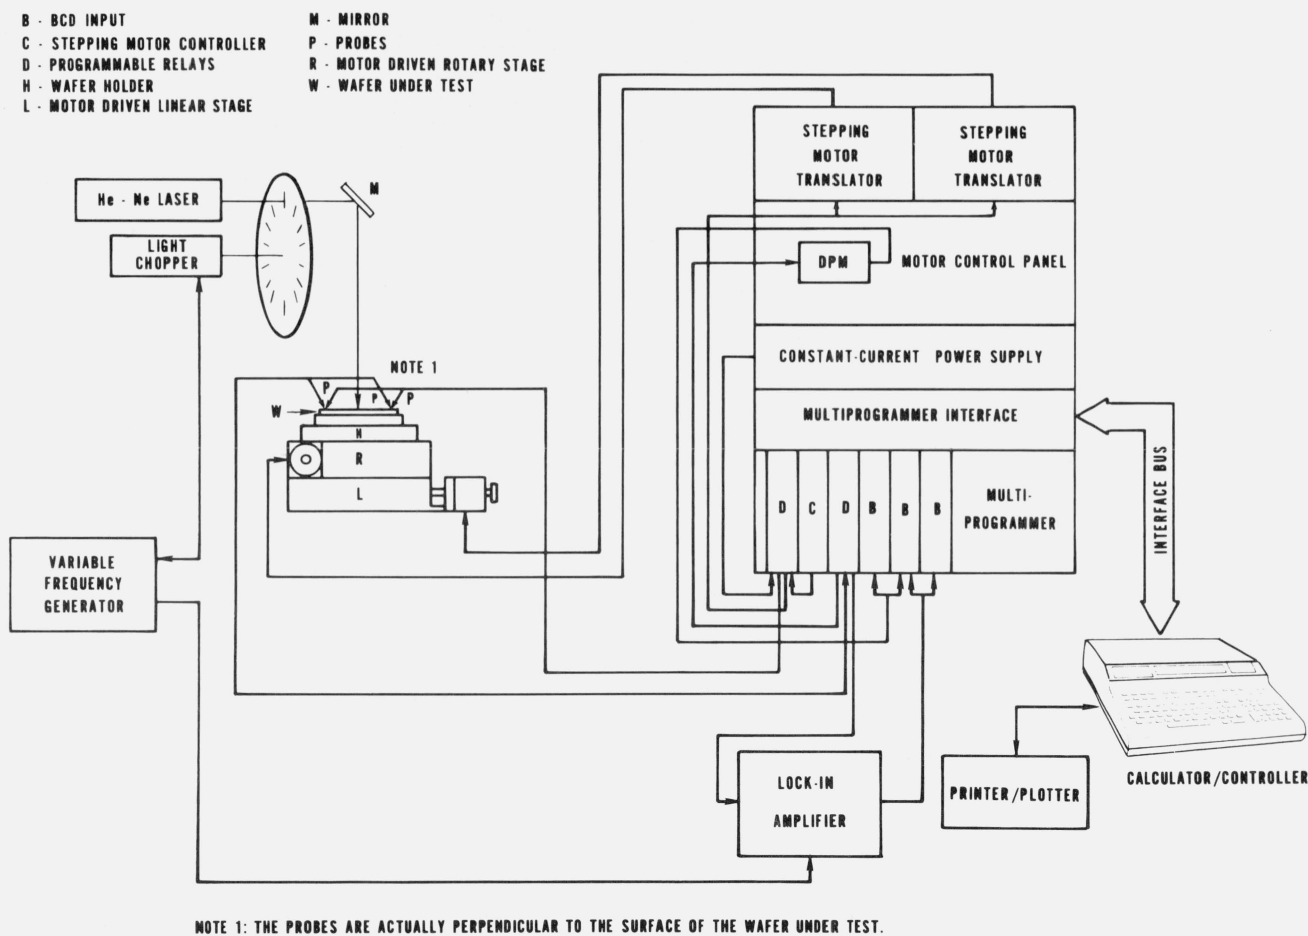 B - BCD INPUT
C - STEPPING MOTOR CONTROLLER
D - PROGRAMMABLE RELAYS
H - WAFER HOLDER
L - MOTOR DRIVEN LINEAR STAGE
M - MIRROR
P - PROBES
R - MOTOR DRIVEN ROTARY STAGE
W - WAFER UNDER TEST
STEPPING
MOTOR
TRANSLATOR
STEPPING
MOTOR
TRANSLATOR
He - Ne LASER
M
LIGHT
CHOPPER
DPM
MOTOR CONTROL PANEL
CONSTANT-CURRENT POWER SUPPLY
NOTE 1
P
P
P
W
H
R
L
MULTIPROGRAMMER INTERFACE
D
C
D
B
B
B
MULTI-
PROGRAMMER
INTERFACE BUS
VARIABLE
FREQUENCY
GENERATOR
LOCK-IN
AMPLIFIER
PRINTER/PLOTTER
CALCULATOR/CONTROLLER
NOTE 1: THE PROBES ARE ACTUALLY PERPENDICULAR TO THE SURFACE OF THE WAFER UNDER TEST.